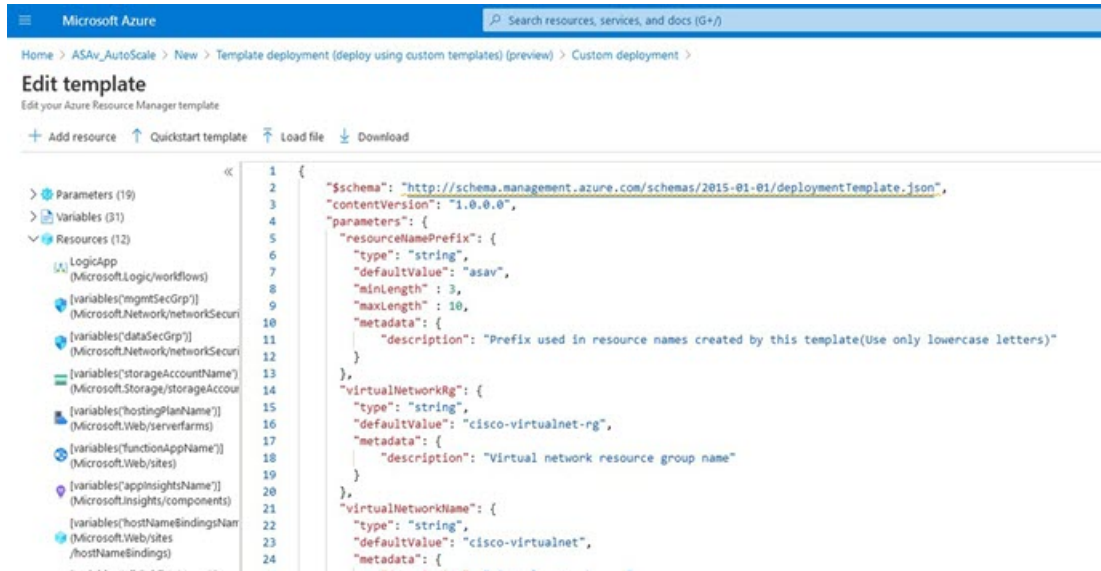 Microsoft Azure
Search resources, services, and docs (G+/)
Home > ASAv_AutoScale > New > Template deployment (deploy using custom templates) (preview) > Custom deployment >
Edit template
Edit your Azure Resource Manager template
+ Add resource ↑ Quickstart template Load file Download
«
> Parameters (19)
> Variables (31)
Resources (12)
LogicApp
(Microsoft.Logic/workflows)
[variables('mgmtSecGrp')]
(Microsoft.Network/networkSecuri
[variables('dataSecGrp')]
(Microsoft.Network/networkSecuri
[variables('storageAccountName')
(Microsoft.Storage/storageAccour
[variables('hostingPlanName')]
(Microsoft.Web/serverfarms)
[variables('functionAppName')]
(Microsoft.Web/sites)
[variables('appInsightsName')]
(Microsoft.Insights/components)
[variables('hostNameBindingsNam
(Microsoft.Web/sites
/hostNameBindings)
1 {
2 "$schema": "http://schema.management.azure.com/schemas/2015-01-01/deploymentTemplate.json",
3 "contentVersion": "1.0.0.0",
4 "parameters": {
5 "resourceNamePrefix": {
6 "type": "string",
7 "defaultValue": "asav",
8 "minLength" : 3,
9 "maxLength" : 10,
10 "metadata": {
11 "description": "Prefix used in resource names created by this template(Use only lowercase letters)"
12 }
13 },
14 "virtualNetworkRg": {
15 "type": "string",
16 "defaultValue": "cisco-virtualnet-rg",
17 "metadata": {
18 "description": "Virtual network resource group name"
19 }
20 },
21 "virtualNetworkName": {
22 "type": "string",
23 "defaultValue": "cisco-virtualnet",
24 "metadata": {